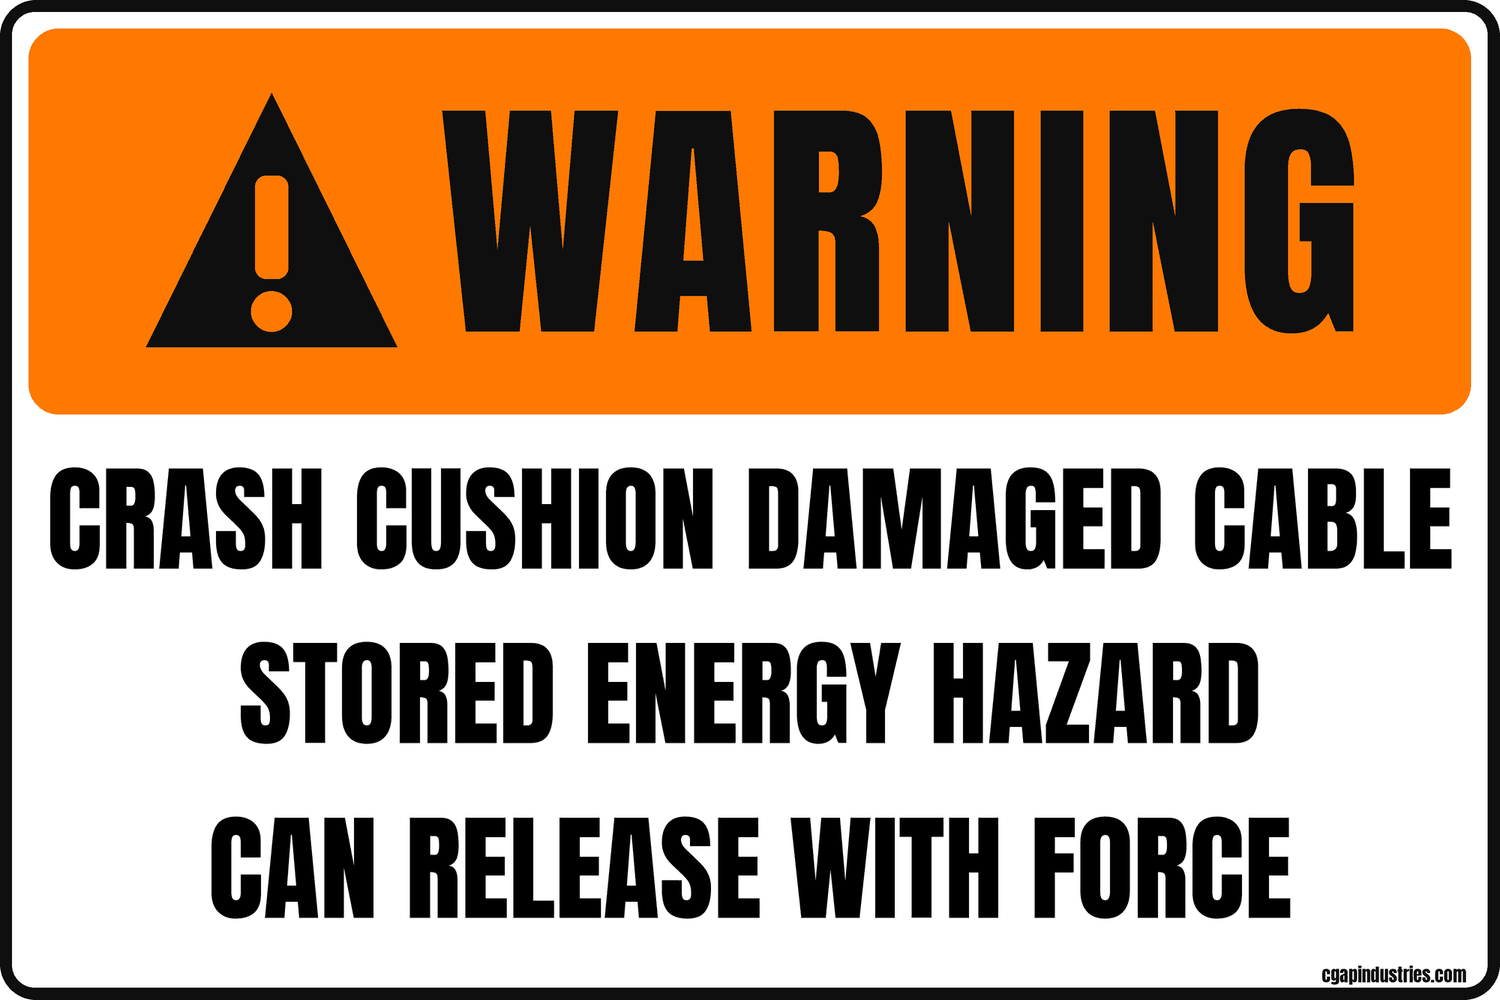 WARNING
CRASH CUSHION DAMAGED CABLE
STORED ENERGY HAZARD
CAN RELEASE WITH FORCE
cgapindustries.com